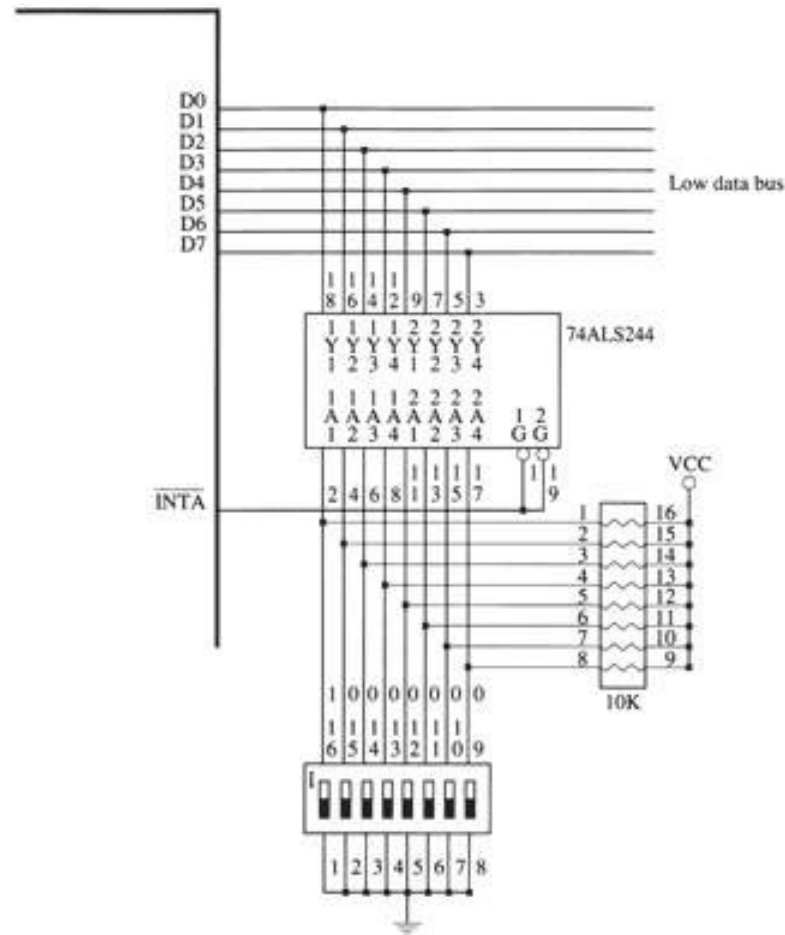 D0
D1
D2
D3
D4
D5
D6
D7
Low data bus
18 16 14 12 9 7 5 3
74ALS244
1Y1 1Y2 1Y3 1Y4 2Y1 2Y2 2Y3 2Y4
1A1 1A2 1A3 1A4 2A1 2A2 2A3 2A4 1G 2G
VCC
INTA
2 4 6 8 11 13 15 17 1 19
1 16
2 15
3 14
4 13
5 12
6 11
7 10
8 9
10K
1 0 0 0 0 0 0 0
16 15 14 13 12 11 10 9
1 2 3 4 5 6 7 8